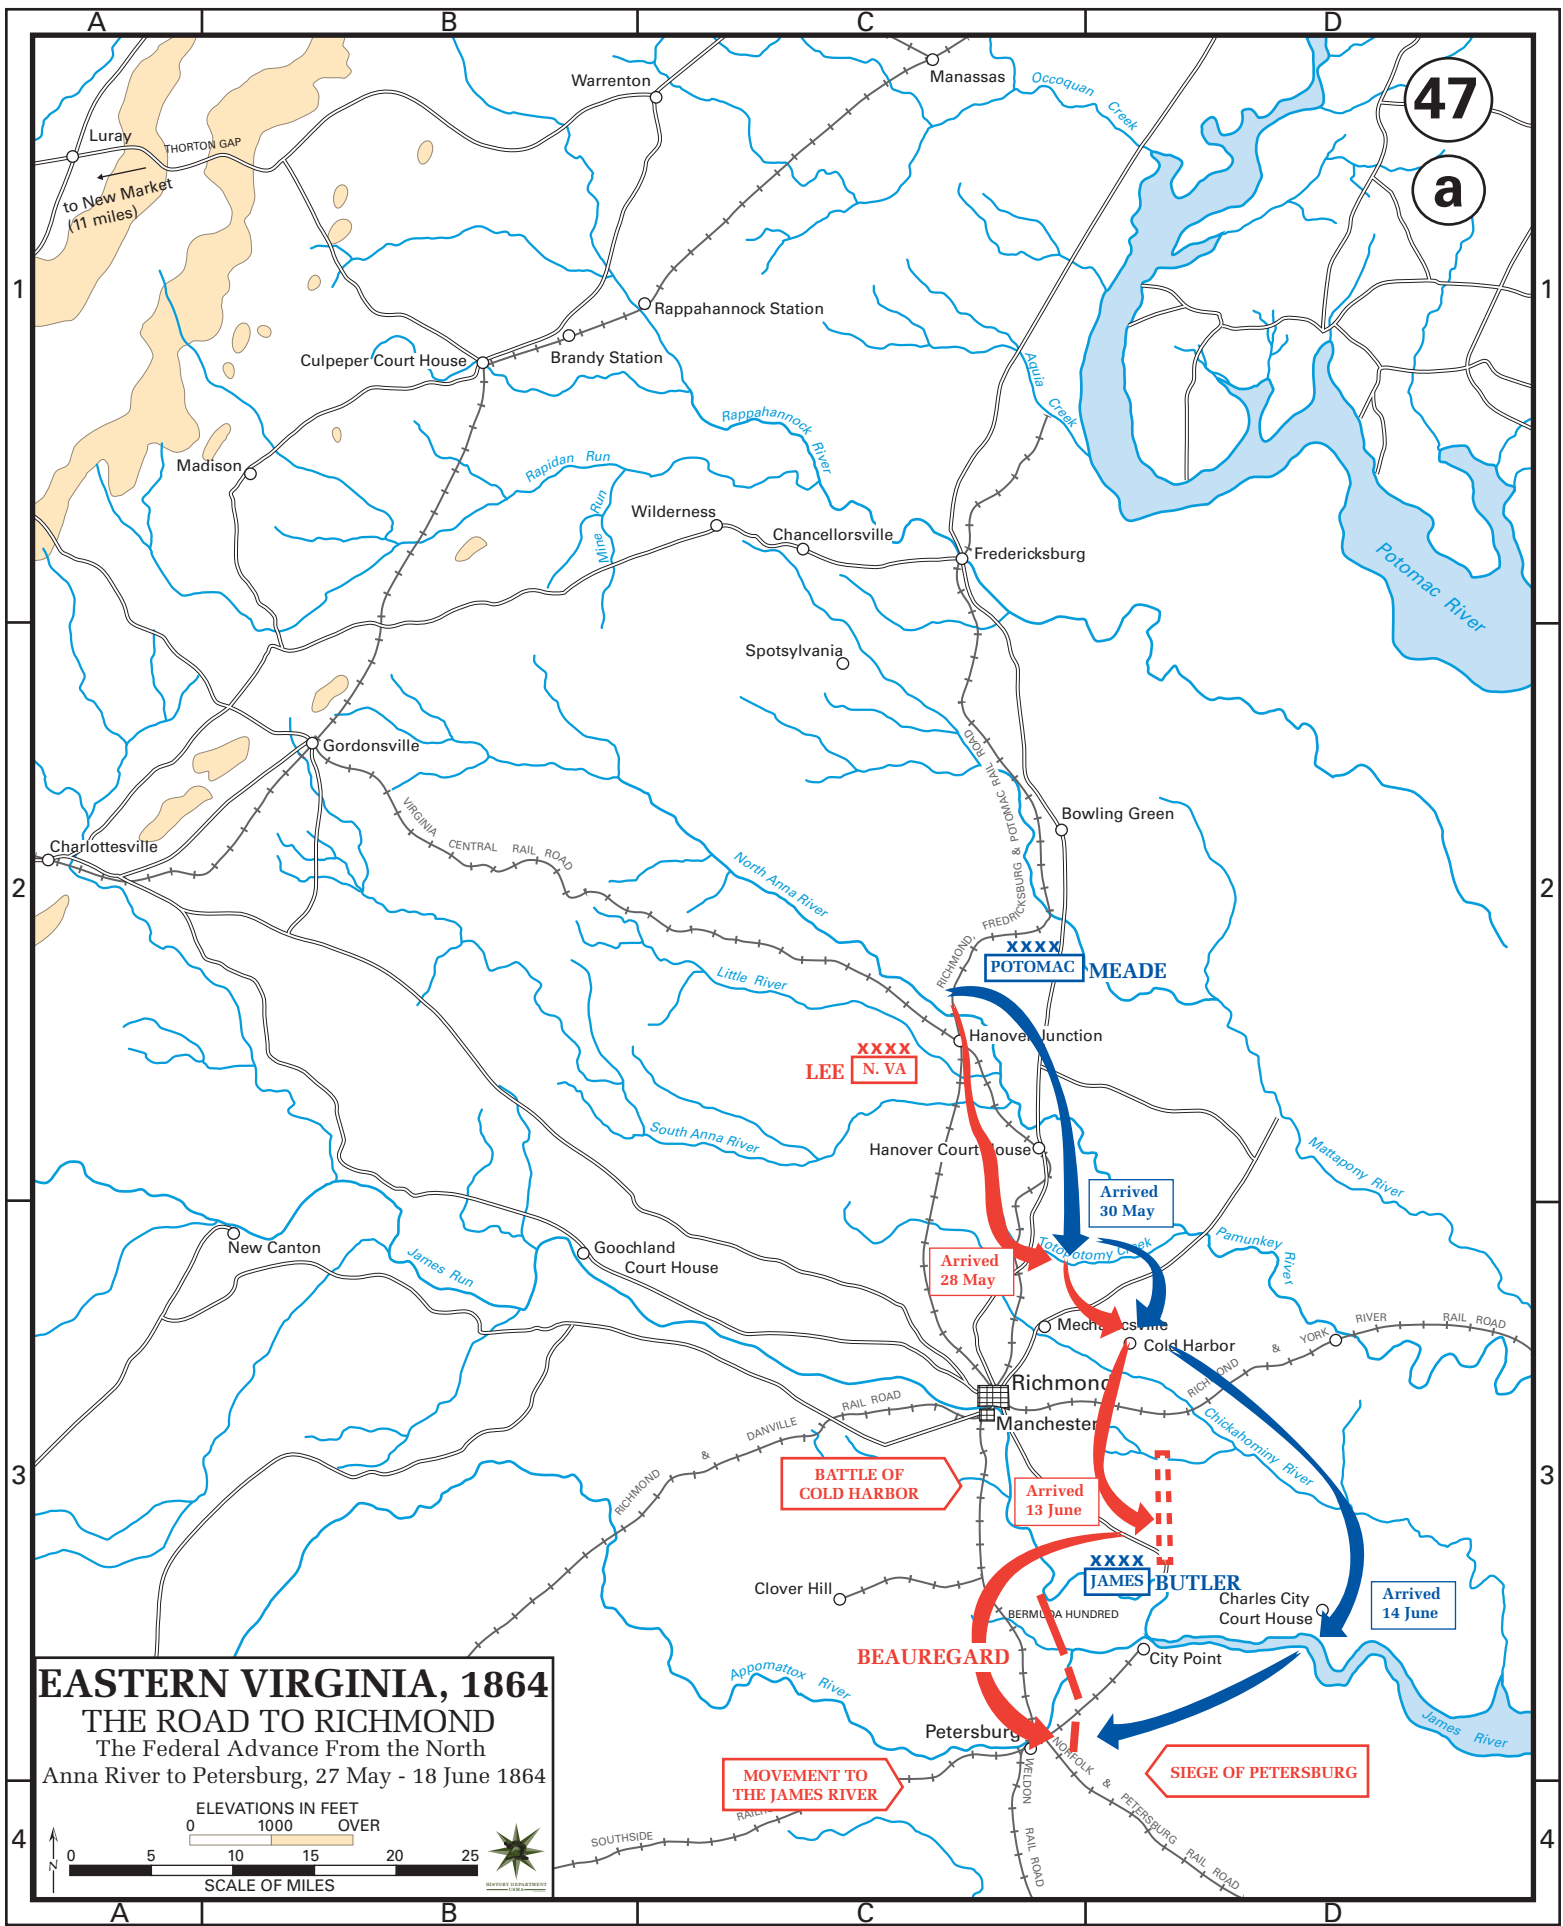 A
B
C
D
47
a
Manassas
Occoquan
Creek
Warrenton
Luray
THORTON GAP
to New Market
(11 miles)
1
1
Rappahannock Station
Brandy Station
Culpeper Court House
Aquia
Creek
Rappahannock
River
Madison
Rapidan Run
Mine Run
Wilderness
Chancellorsville
Fredericksburg
Potomac River
Spotsylvania
Gordonsville
RICHMOND, FREDRICKSBURG & POTOMAC RAIL ROAD
VIRGINIA CENTRAL RAIL ROAD
Bowling Green
Charlottesville
2
2
North Anna River
XXXX
POTOMAC
MEADE
Little River
Hanover Junction
XXXX
LEE
N. VA
South Anna River
Hanover Court House
Mattapony River
Arrived
30 May
New Canton
James Run
Goochland
Court House
Totopotomy Creek
Pamunkey
River
Arrived
28 May
Mechanicsville
Cold Harbor
RICHMOND & YORK RIVER RAIL ROAD
Richmond
Manchester
RICHMOND & DANVILLE RAIL ROAD
Chickahominy River
3
3
BATTLE OF
COLD HARBOR
Arrived
13 June
XXXX
JAMES
BUTLER
Clover Hill
BERMUDA HUNDRED
Charles City
Court House
Arrived
14 June
BEAUREGARD
City Point
Appomattox River
James River
Petersburg
NORFOLK & PETERSBURG RAIL ROAD
WELDON RAIL ROAD
MOVEMENT TO
THE JAMES RIVER
SIEGE OF PETERSBURG
SOUTHSIDE
EASTERN VIRGINIA, 1864
THE ROAD TO RICHMOND
The Federal Advance From the North
Anna River to Petersburg, 27 May - 18 June 1864
ELEVATIONS IN FEET
0 1000 OVER
N
0 5 10 15 20 25
SCALE OF MILES
HISTORY DEPARTMENT
USMA
4
4
A
B
C
D